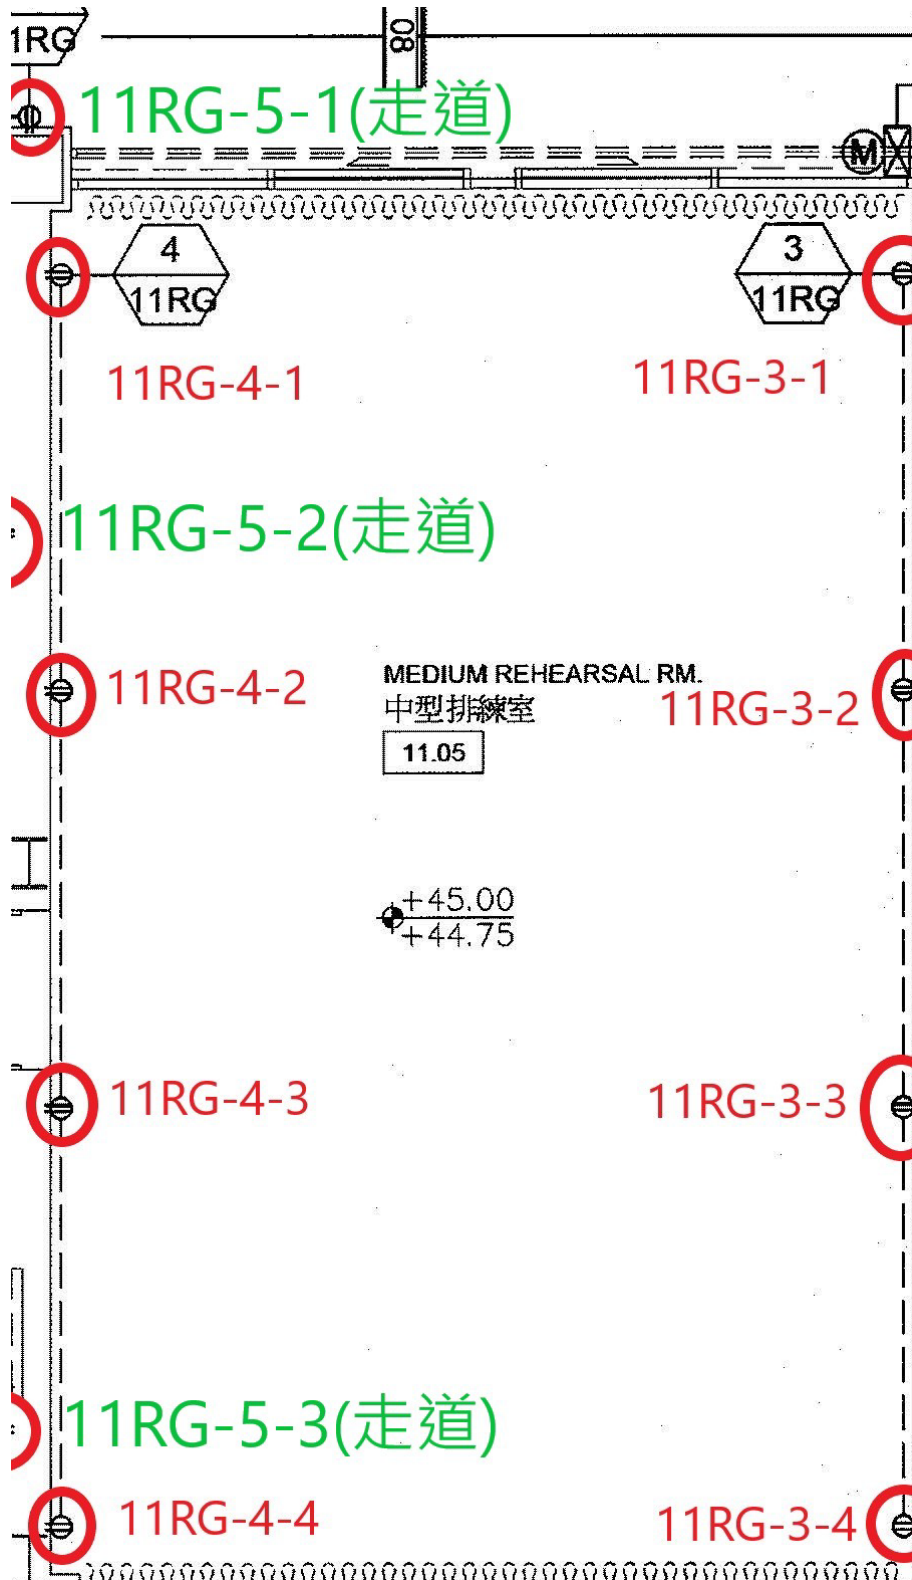 1RG
08
11RG-5-1(走道)
M
4
11RG
3
11RG
11RG-4-1
11RG-3-1
11RG-5-2(走道)
11RG-4-2
MEDIUM REHEARSAL RM.
中型排練室
11.05
11RG-3-2
+45.00
+44.75
11RG-4-3
11RG-3-3
11RG-5-3(走道)
11RG-4-4
11RG-3-4